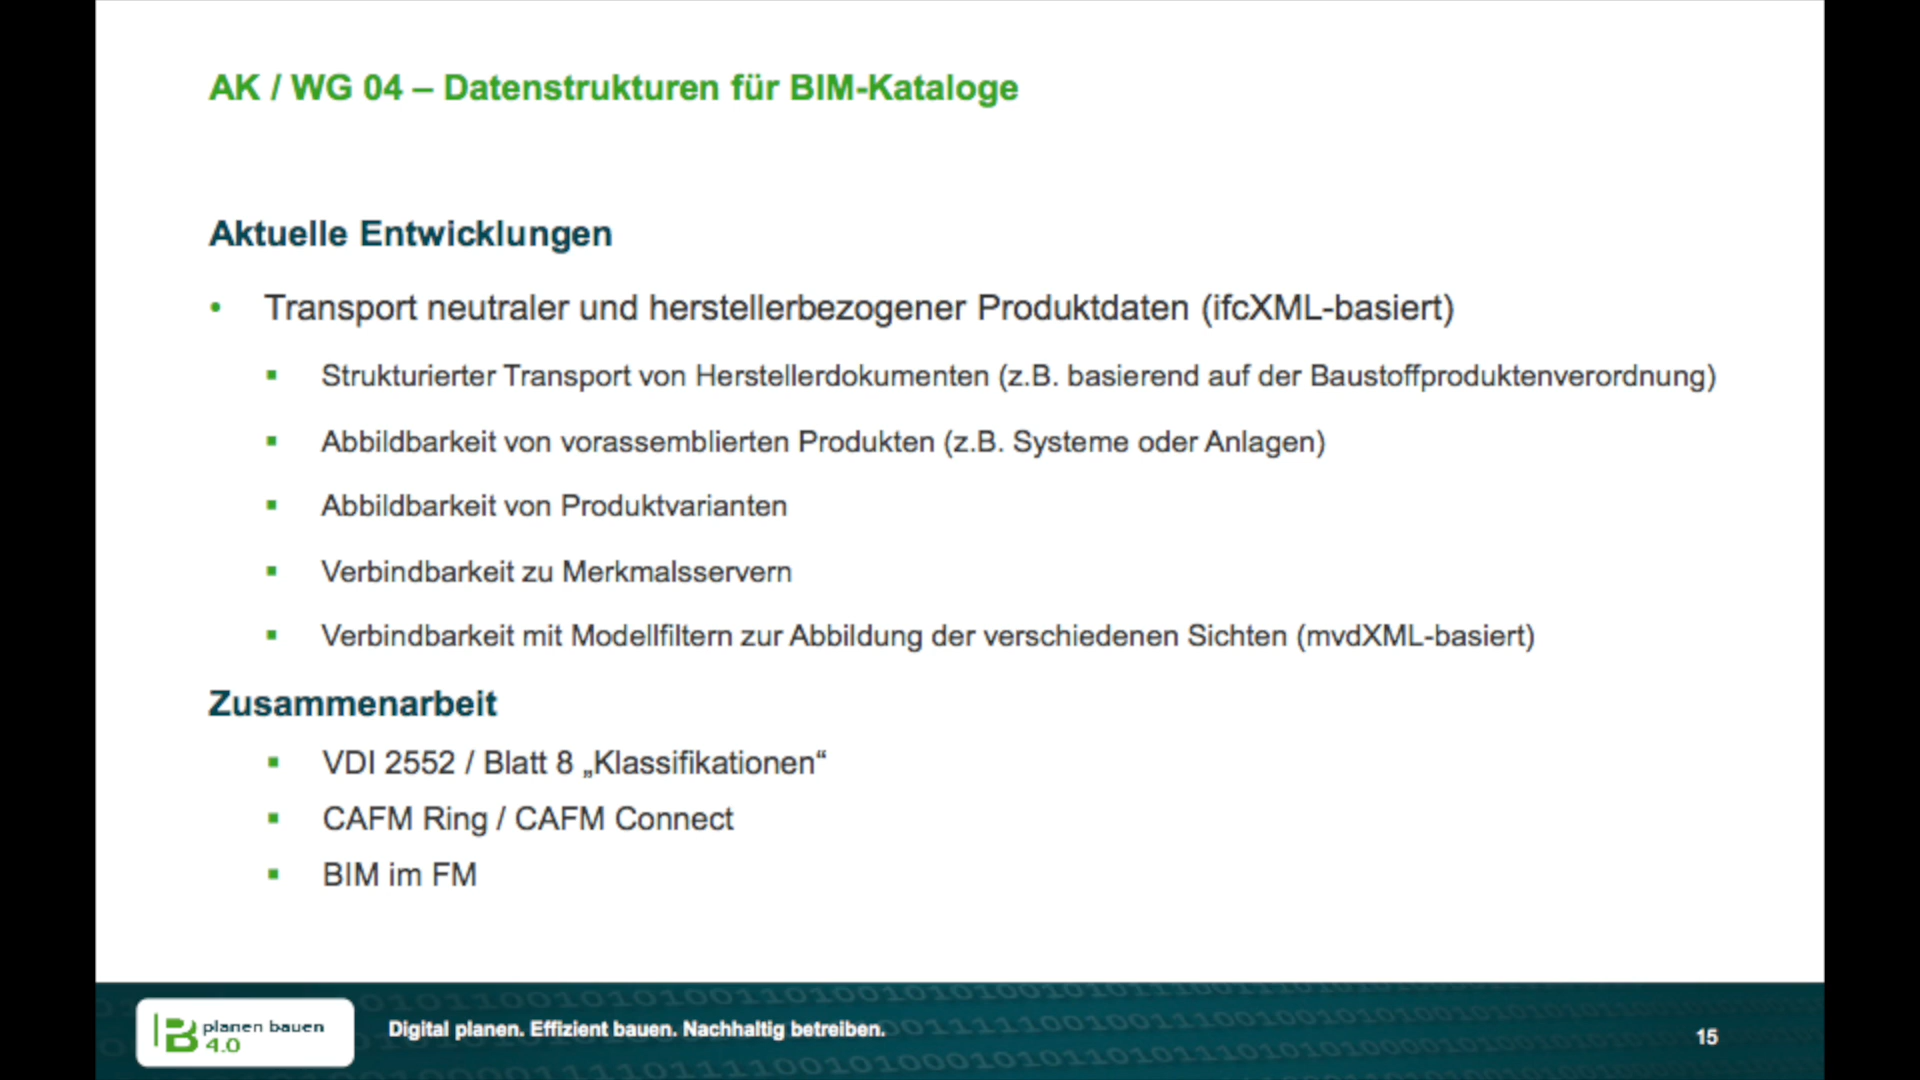 AK / WG 04 – Datenstrukturen für BIM-Kataloge
Aktuelle Entwicklungen
• Transport neutraler und herstellerbezogener Produktdaten (ifcXML-basiert)
▪ Strukturierter Transport von Herstellerdokumenten (z.B. basierend auf der Baustoffproduktenverordnung)
▪ Abbildbarkeit von vorassemblierten Produkten (z.B. Systeme oder Anlagen)
▪ Abbildbarkeit von Produktvarianten
▪ Verbindbarkeit zu Merkmalsservern
▪ Verbindbarkeit mit Modellfiltern zur Abbildung der verschiedenen Sichten (mvdXML-basiert)
Zusammenarbeit
▪ VDI 2552 / Blatt 8 „Klassifikationen“
▪ CAFM Ring / CAFM Connect
▪ BIM im FM
planen bauen
4.0
Digital planen. Effizient bauen. Nachhaltig betreiben.
15